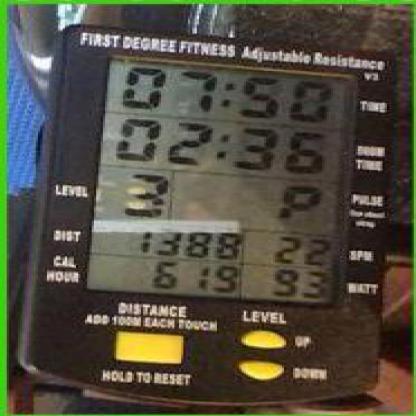 FIRST DEGREE FITNESS Adjustable Resistance
V3
07:50 TIME
02:36 500M TIME
LEVEL 3 P PULSE
DIST 1388 22 SPM
CAL HOUR 619 93 WATT
DISTANCE
ADD 100M EACH TOUCH
LEVEL
UP
DOWN
HOLD TO RESET